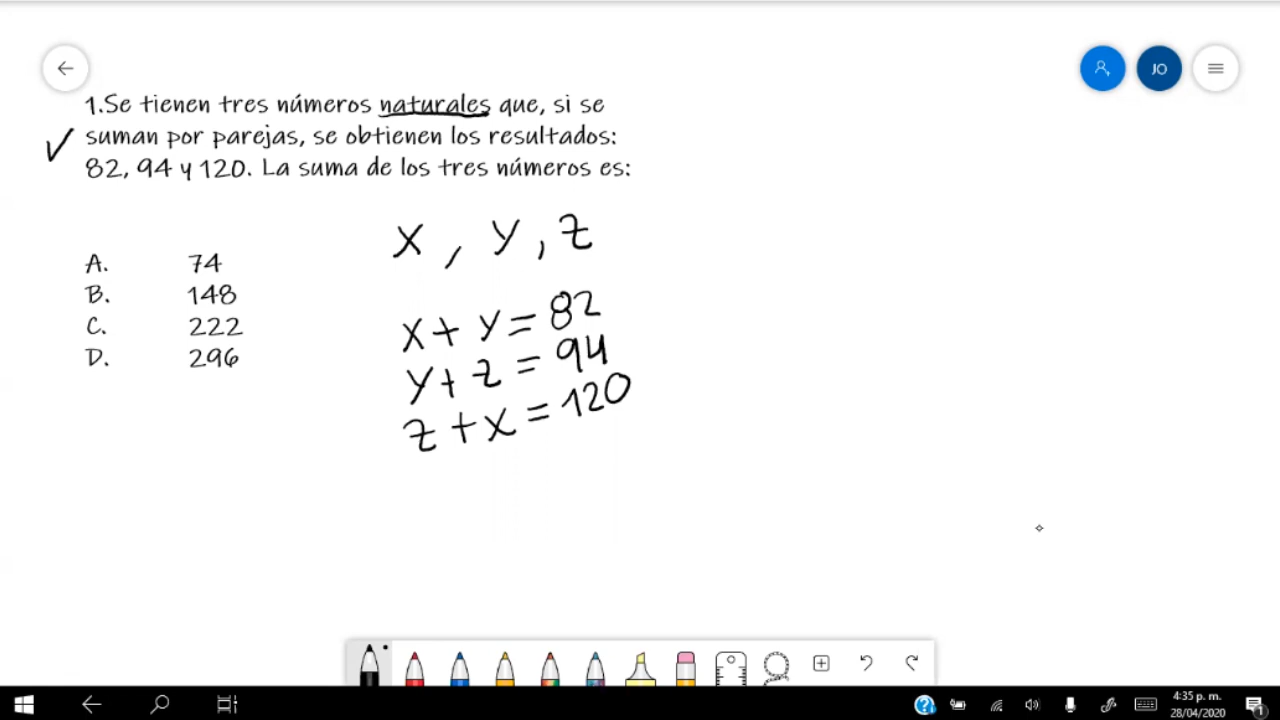 JO
1.Se tienen tres números naturales que, si se
suman por parejas, se obtienen los resultados:
82, 94 y 120. La suma de los tres números es:
x, y, z
A. 74
B. 148
C. 222
D. 296
x + y = 82
y + z = 94
z + x = 120
4:35 p. m.
28/04/2020